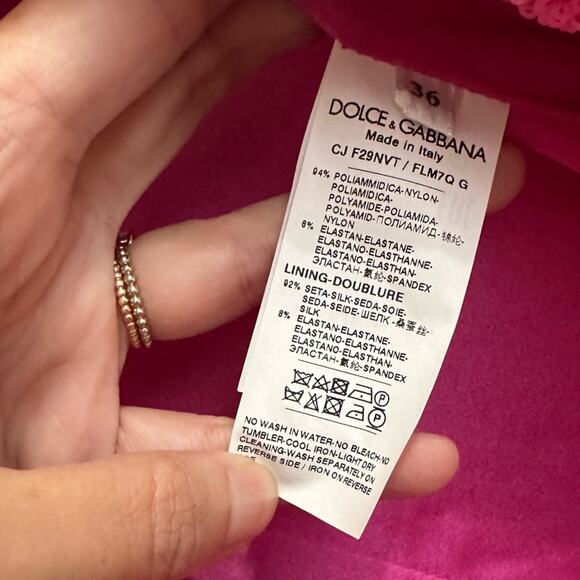 36
DOLCE & GABBANA
Made in Italy
CJ F29NVT / FLM7Q G
94% POLIAMMIDICA-NYLON-
POLIAMIDICA-
POLYAMIDE-POLIAMIDA-
POLYAMID-ПОЛИАМИД-锦纶-
NYLON
6% ELASTAN-ELASTANE-
ELASTANO-ELASTHANNE-
ELASTANO-ELASTHAN-
ЭЛАСТАН-氨纶-SPANDEX
LINING-DOUBLURE
92% SETA-SILK-SEDA-SOIE-
SEDA-SEIDE-ШЕЛК-桑蚕丝-
SILK
8% ELASTAN-ELASTANE-
ELASTANO-ELASTHANNE-
ELASTANO-ELASTHAN-
ЭЛАСТАН-氨纶-SPANDEX
P
P
NO WASH IN WATER-NO BLEACH-NO
TUMBLER-COOL IRON-LIGHT DRY
CLEANING-WASH SEPARATELY ON
REVERSE SIDE / IRON ON REVERSE